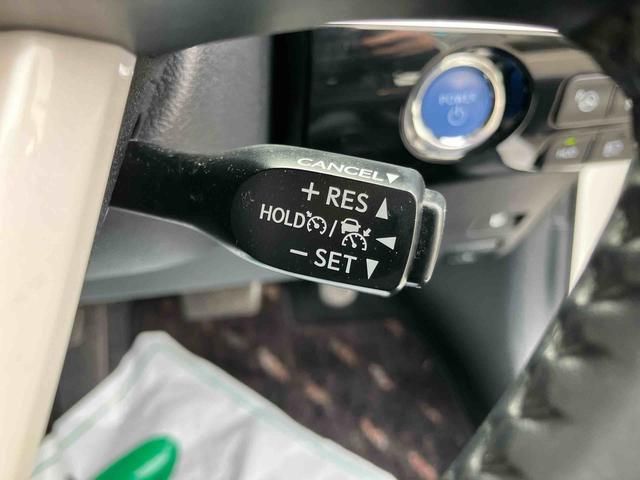 CANCEL
+ RES
HOLD /
− SET
POWER